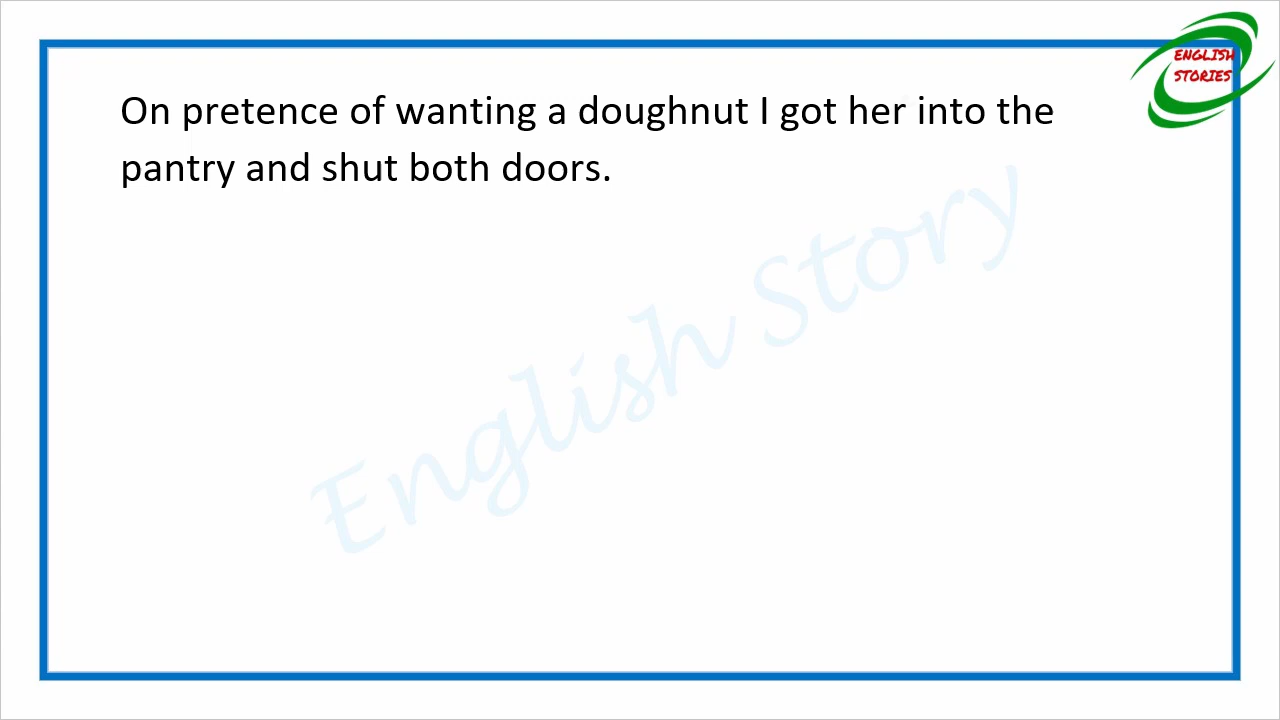 ENGLISH
STORIES
On pretence of wanting a doughnut I got her into the
pantry and shut both doors.
English Story